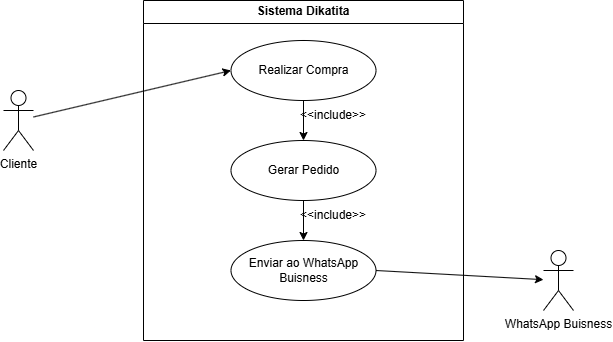 Sistema Dikatita
Realizar Compra
<<include>>
Cliente
Gerar Pedido
<<include>>
Enviar ao WhatsApp
Buisness
WhatsApp Buisness